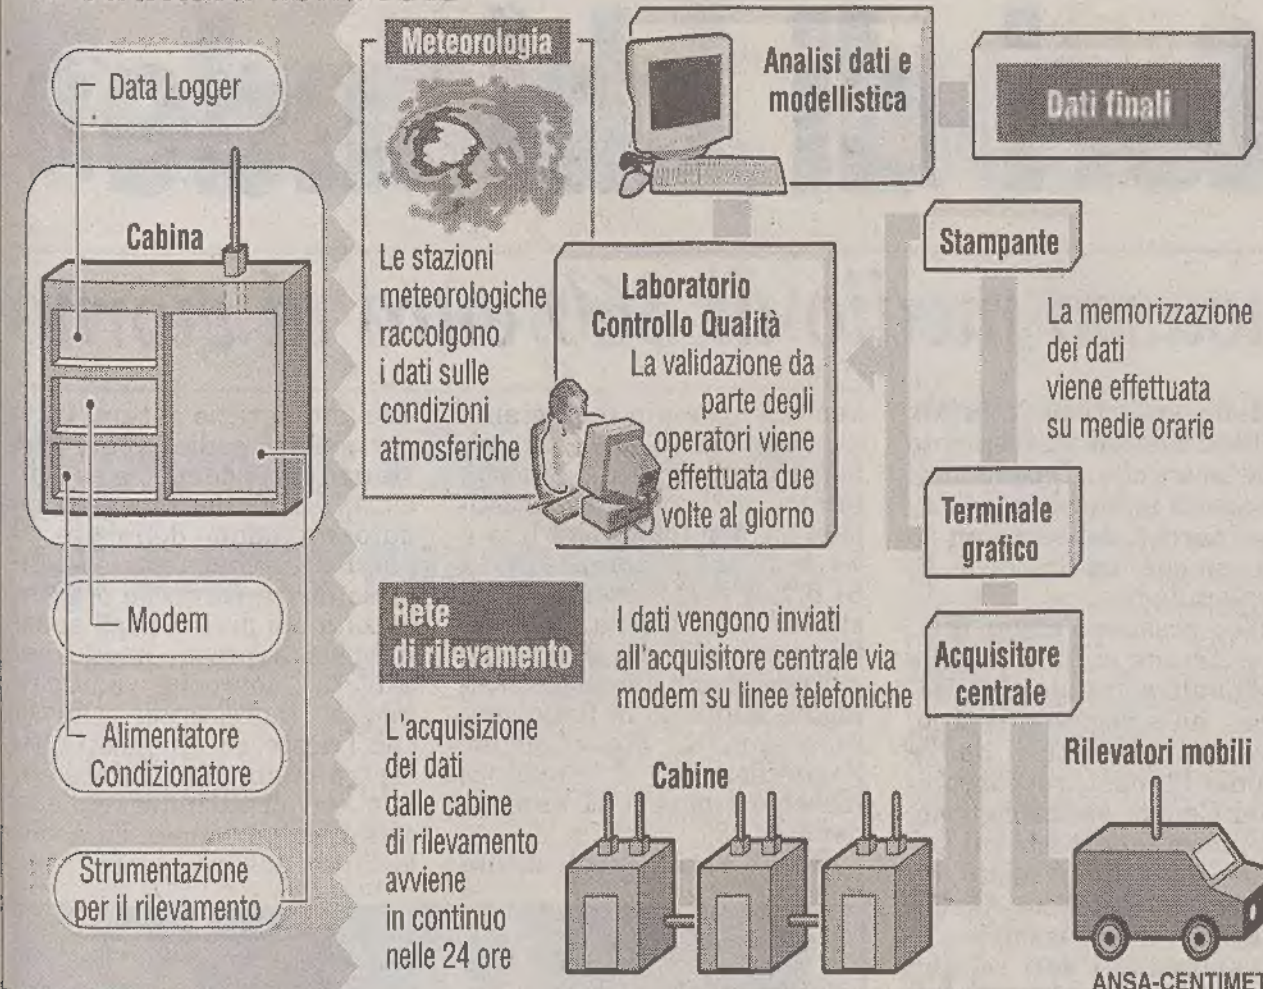 Data Logger
Cabina
Modem
Alimentatore
Condizionatore
Strumentazione
per il rilevamento
Meteorologia
Le stazioni
meteorologiche
raccolgono
i dati sulle
condizioni
atmosferiche
Analisi dati e
modellistica
Dati finali
Laboratorio
Controllo Qualità
La validazione da
parte degli
operatori viene
effettuata due
volte al giorno
Stampante
La memorizzazione
dei dati
viene effettuata
su medie orarie
Terminale
grafico
Acquisitore
centrale
Rete
di rilevamento
I dati vengono inviati
all'acquisitore centrale via
modem su linee telefoniche
L'acquisizione
dei dati
dalle cabine
di rilevamento
avviene
in continuo
nelle 24 ore
Cabine
Rilevatori mobili
ANSA-CENTIMET